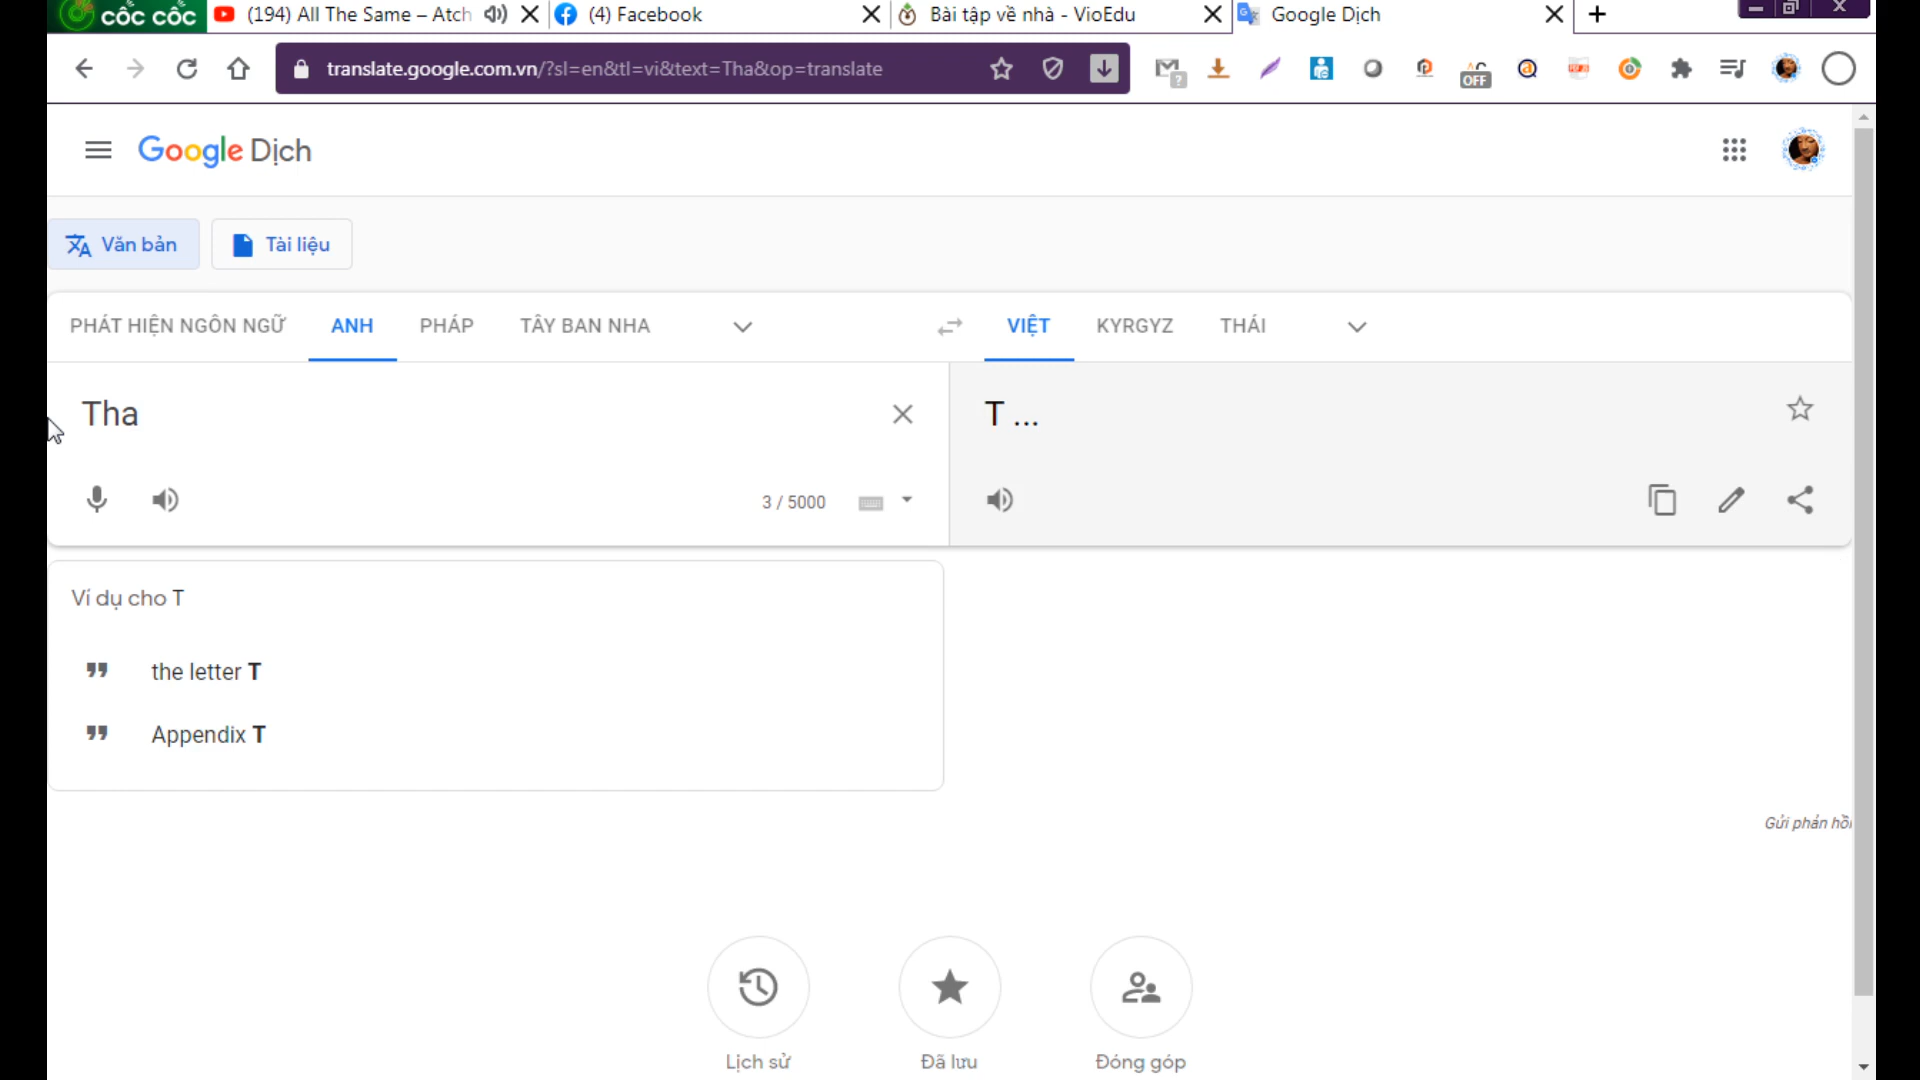 cốc cốc (194) All The Same – Atch (4) Facebook Bài tập về nhà - VioEdu Google Dịch
translate.google.com.vn/?sl=en&tl=vi&text=Tha&op=translate ? OFF
Google Dịch
Văn bản Tài liệu
PHÁT HIỆN NGÔN NGỮ ANH PHÁP TÂY BAN NHA VIỆT KYRGYZ THÁI
Tha T ...
3 / 5000
Ví dụ cho T
the letter T
Appendix T
Gửi phản hồi
Lịch sử Đã lưu Đóng góp